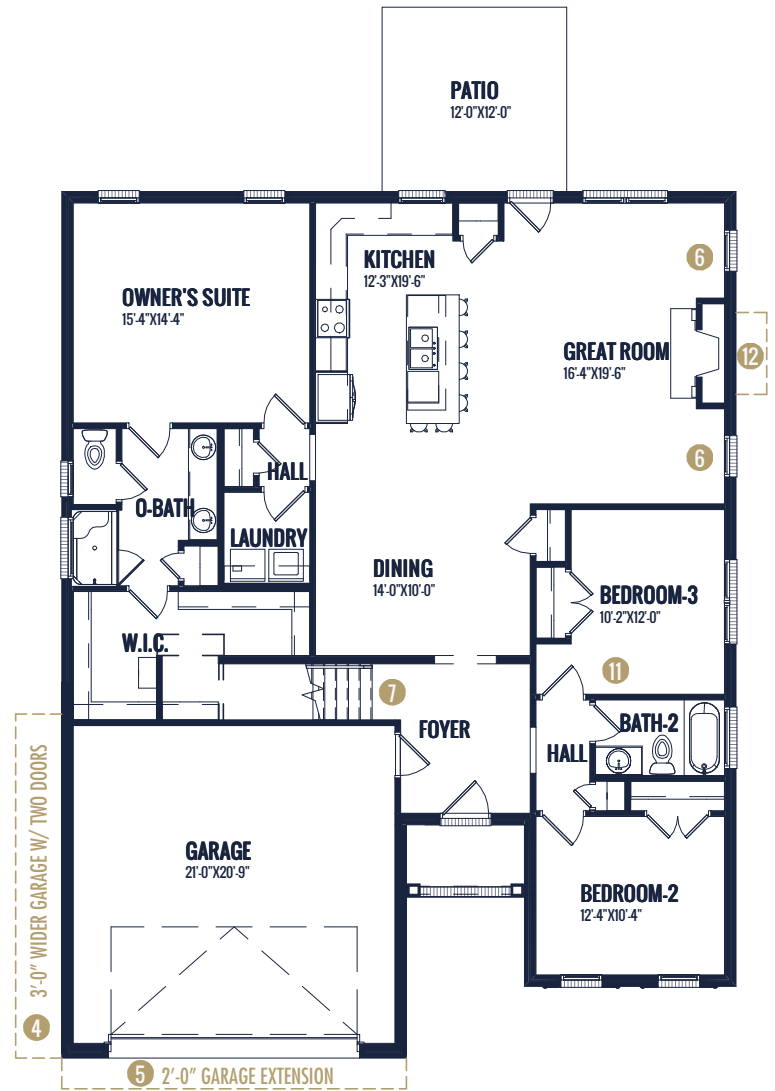 PATIO
12'-0"X12'-0"
KITCHEN
12'-3"X19'-6"
6
OWNER'S SUITE
15'-4"X14'-4"
GREAT ROOM
16'-4"X19'-6"
12
6
HALL
O-BATH
LAUNDRY
DINING
14'-0"X10'-0"
BEDROOM-3
10'-2"X12'-0"
W.I.C.
11
7
FOYER
BATH-2
HALL
3'-0" WIDER GARAGE W/ TWO DOORS
4
GARAGE
21'-0"X20'-9"
BEDROOM-2
12'-4"X10'-4"
5 2'-0" GARAGE EXTENSION